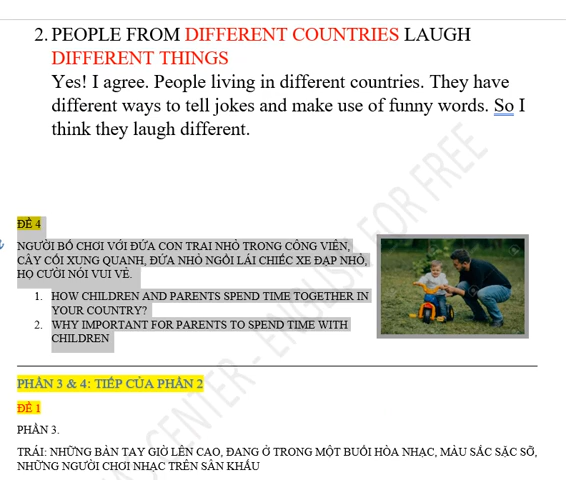 2. PEOPLE FROM DIFFERENT COUNTRIES LAUGH
DIFFERENT THINGS
Yes! I agree. People living in different countries. They have
different ways to tell jokes and make use of funny words. So I
think they laugh different.
ĐỀ 4
NGƯỜI BỐ CHƠI VỚI ĐỨA CON TRAI NHỎ TRONG CÔNG VIÊN,
CÂY CỐI XUNG QUANH, ĐỨA NHỎ NGỒI LÁI CHIẾC XE ĐẠP NHỎ,
HỌ CƯỜI NÓI VUI VẺ.
1. HOW CHILDREN AND PARENTS SPEND TIME TOGETHER IN
YOUR COUNTRY?
2. WHY IMPORTANT FOR PARENTS TO SPEND TIME WITH
CHILDREN
PHẦN 3 & 4: TIẾP CỦA PHẦN 2
ĐỀ 1
PHẦN 3.
TRÁI: NHỮNG BÀN TAY GIỜ LÊN CAO, ĐANG Ở TRONG MỘT BUỔI HÒA NHẠC, MÀU SẮC SẶC SỠ,
NHỮNG NGƯỜI CHƠI NHẠC TRÊN SÂN KHẤU
CENTER - ENGLISH FOR FREE